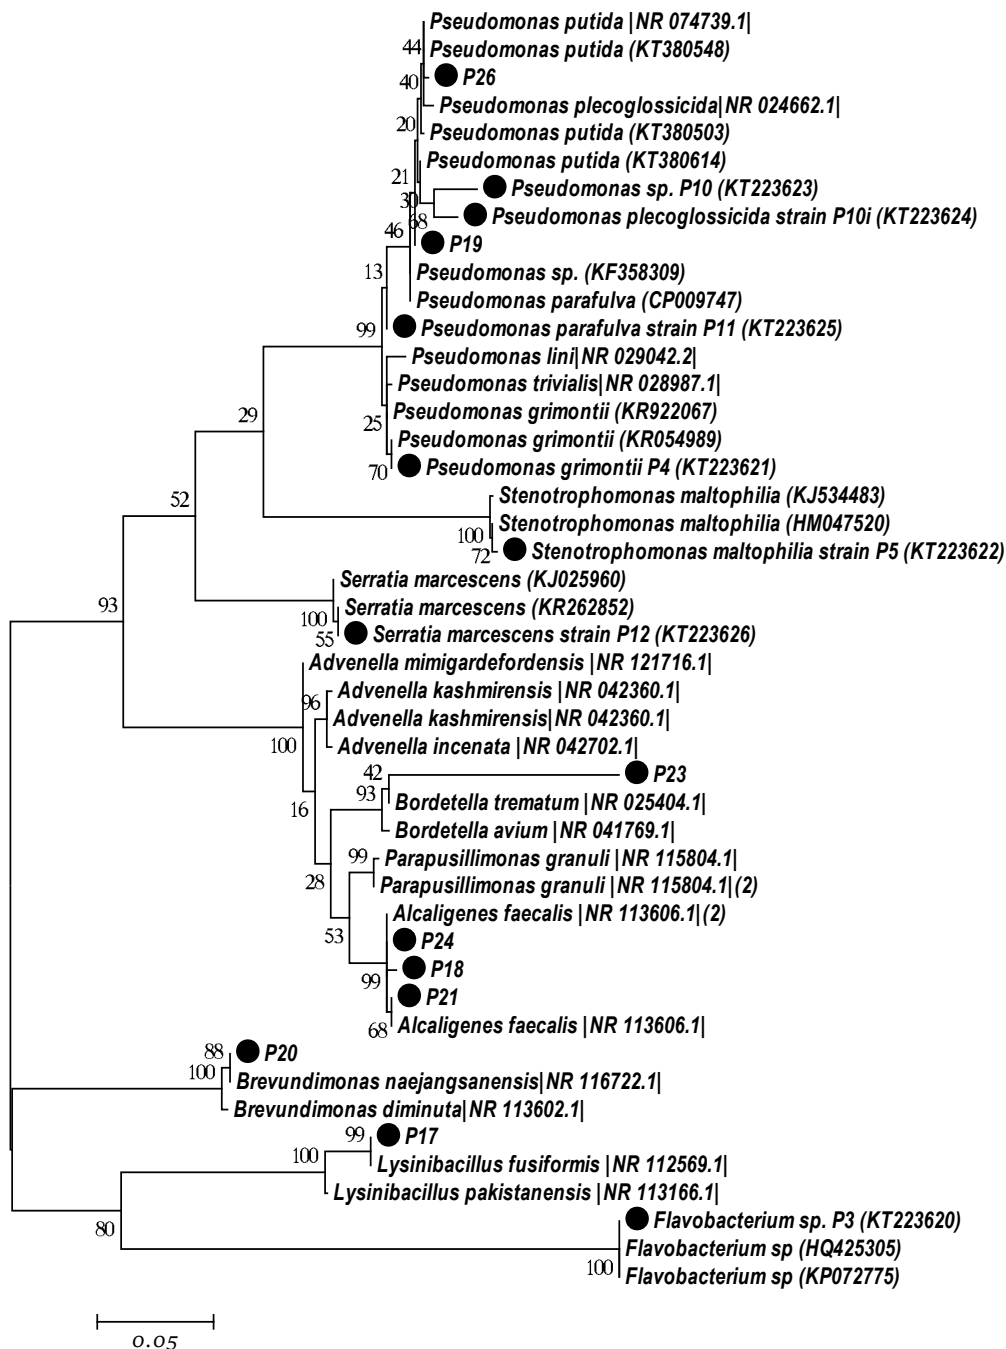 Pseudomonas putida |NR 074739.1|
44
Pseudomonas putida (KT380548)
P26
40
Pseudomonas plecoglossicida|NR 024662.1|
20
Pseudomonas putida (KT380503)
Pseudomonas putida (KT380614)
21
Pseudomonas sp. P10 (KT223623)
30
Pseudomonas plecoglossicida strain P10i (KT223624)
68
46
P19
13
Pseudomonas sp. (KF358309)
Pseudomonas parafulva (CP009747)
99
Pseudomonas parafulva strain P11 (KT223625)
Pseudomonas lini|NR 029042.2|
Pseudomonas trivialis|NR 028987.1|
29
Pseudomonas grimontii (KR922067)
25
Pseudomonas grimontii (KR054989)
70
Pseudomonas grimontii P4 (KT223621)
52
Stenotrophomonas maltophilia (KJ534483)
Stenotrophomonas maltophilia (HM047520)
100
72
Stenotrophomonas maltophilia strain P5 (KT223622)
Serratia marcescens (KJ025960)
93
Serratia marcescens (KR262852)
100
55
Serratia marcescens strain P12 (KT223626)
Advenella mimigardefordensis |NR 121716.1|
96
Advenella kashmirensis |NR 042360.1|
Advenella kashmirensis|NR 042360.1|
100
Advenella incenata |NR 042702.1|
42
P23
93
Bordetella trematum |NR 025404.1|
16
Bordetella avium |NR 041769.1|
99
Parapusillimonas granuli |NR 115804.1|
28
Parapusillimonas granuli |NR 115804.1|(2)
Alcaligenes faecalis |NR 113606.1|(2)
53
P24
P18
99
P21
68
Alcaligenes faecalis |NR 113606.1|
88
P20
100
Brevundimonas naejangsanensis|NR 116722.1|
Brevundimonas diminuta|NR 113602.1|
99
P17
100
Lysinibacillus fusiformis |NR 112569.1|
Lysinibacillus pakistanensis |NR 113166.1|
80
Flavobacterium sp. P3 (KT223620)
Flavobacterium sp (HQ425305)
100
Flavobacterium sp (KP072775)
0.05